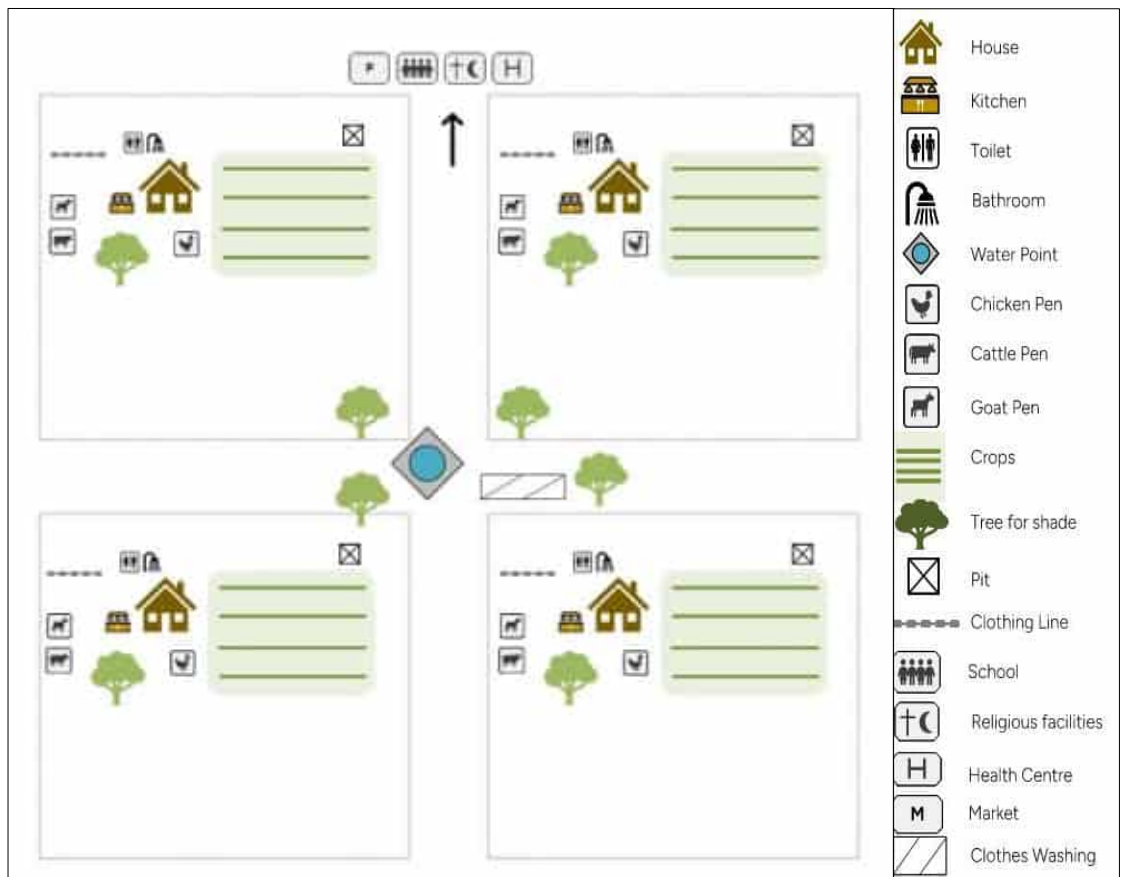 P
H
House
Kitchen
Toilet
Bathroom
Water Point
Chicken Pen
Cattle Pen
Goat Pen
Crops
Tree for shade
Pit
Clothing Line
School
Religious facilities
H Health Centre
M Market
Clothes Washing